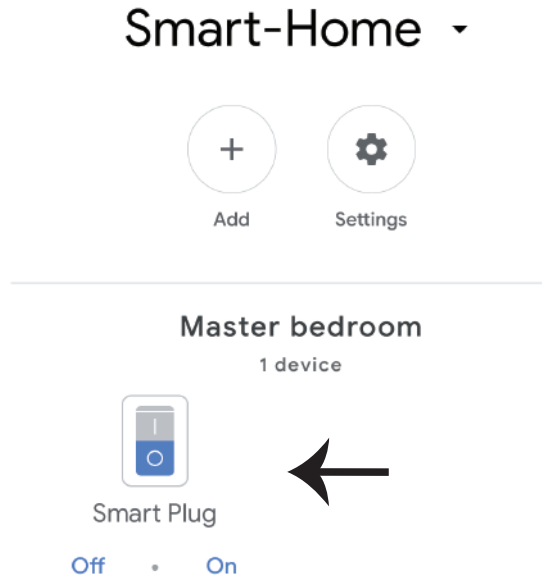 Smart-Home
Add Settings
Master bedroom
1 device
Smart Plug
Off • On